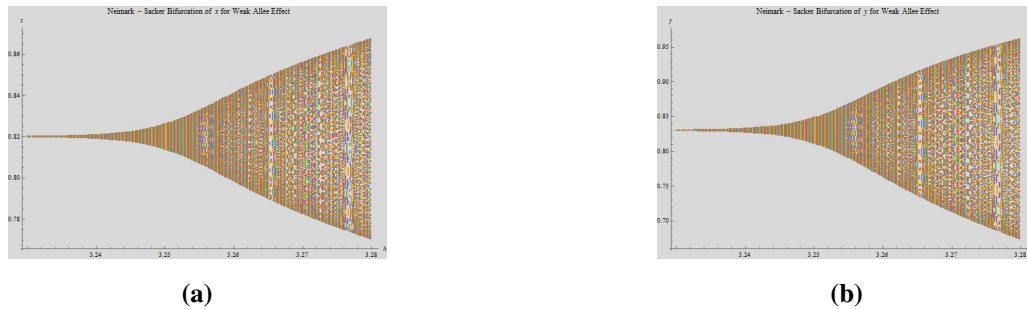 Neimark – Sacker Bifurcation of x for Weak Allee Effect
x
0.86
0.84
0.82
0.80
0.78
3.24 3.25 3.26 3.27 3.28
h
(a)
Neimark – Sacker Bifurcation of y for Weak Allee Effect
y
0.95
0.90
0.85
0.80
0.75
0.70
3.24 3.25 3.26 3.27 3.28
(b)